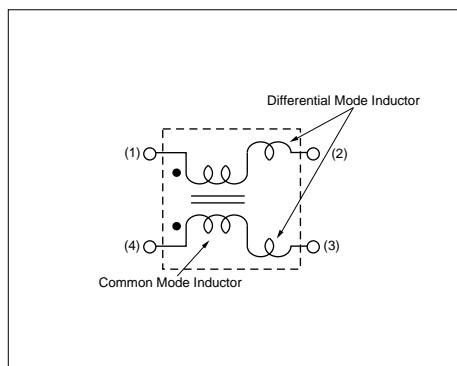 Differential Mode Inductor
(1)
(2)
(4)
(3)
Common Mode Inductor